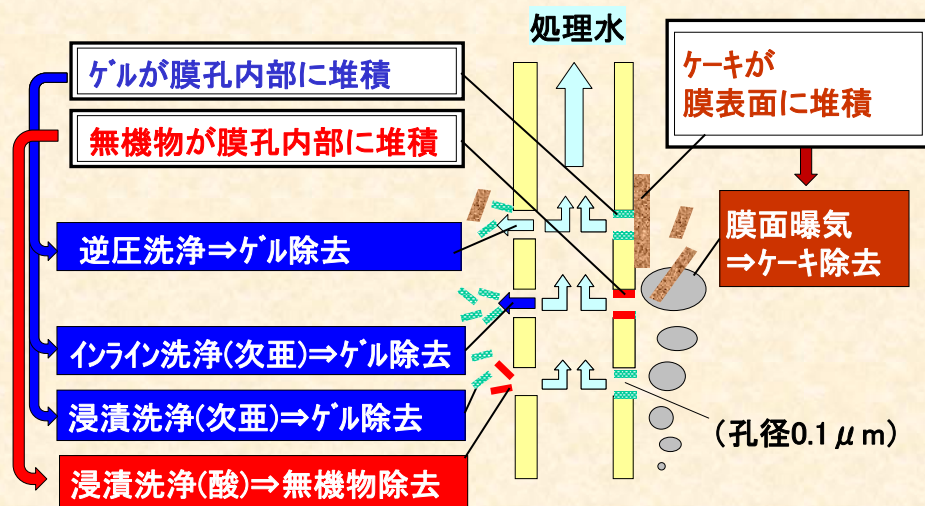 処理水
ｹﾞﾙが膜孔内部に堆積
無機物が膜孔内部に堆積
ｹｰｷが
膜表面に堆積
逆圧洗浄⇒ｹﾞﾙ除去
膜面曝気
⇒ｹｰｷ除去
ｲﾝﾗｲﾝ洗浄(次亜)⇒ｹﾞﾙ除去
浸漬洗浄(次亜)⇒ｹﾞﾙ除去
(孔径0.1μm)
浸漬洗浄(酸)⇒無機物除去